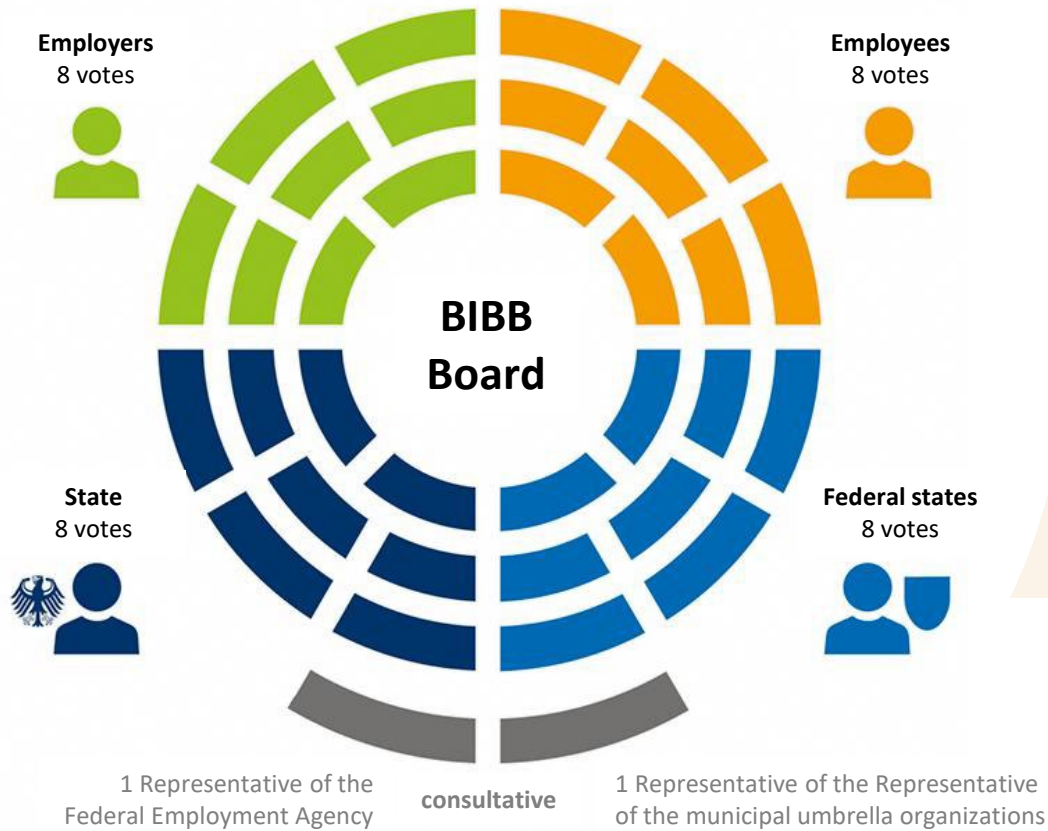 Employers
8 votes
Employees
8 votes
BIBB
Board
State
8 votes
Federal states
8 votes
1 Representative of the
Federal Employment Agency
consultative
1 Representative of the Representative
of the municipal umbrella organizations